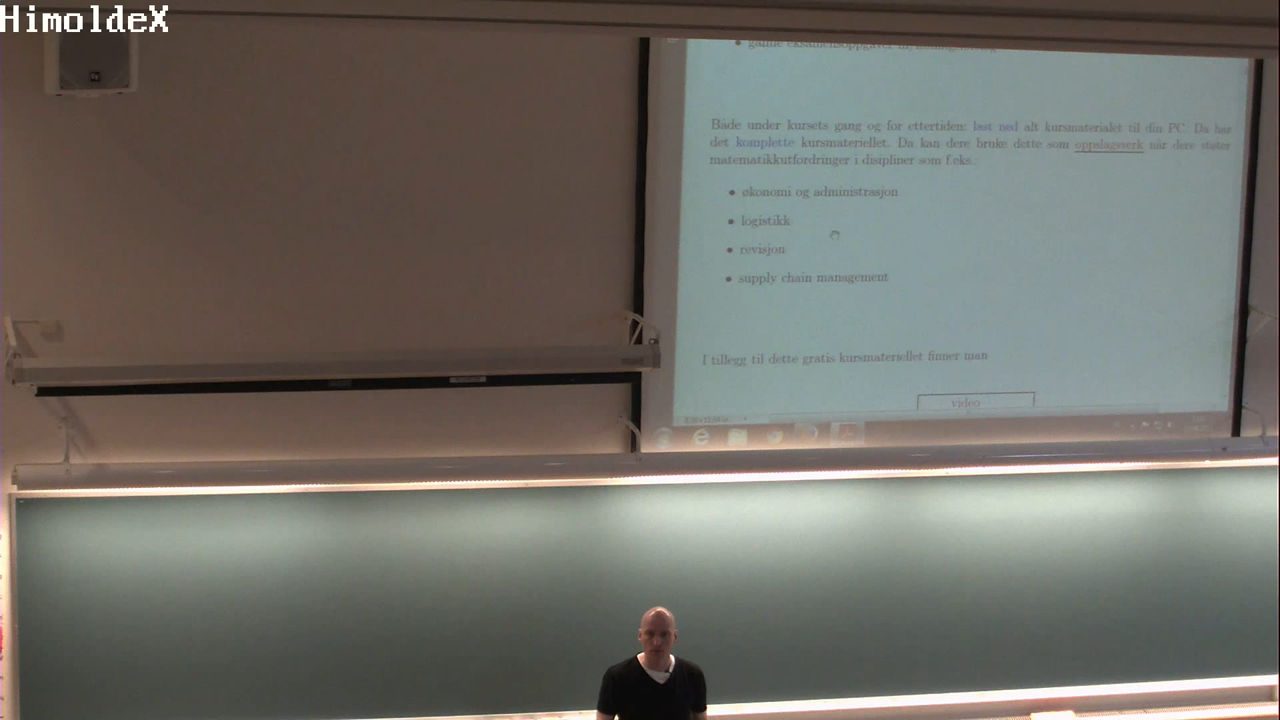 HimoldeX
• gamle eksamensoppgaver
Både under kursets gang og for ettertiden: last ned alt kursmaterialet til din PC. Da har
det komplette kursmateriellet. Da kan dere bruke dette som oppslagsverk når dere støter
matematikkutfordringer i disipliner som f.eks.
• økonomi og administrasjon
• logistikk
• revisjon
• supply chain management
I tillegg til dette gratis kursmateriellet finner man
video